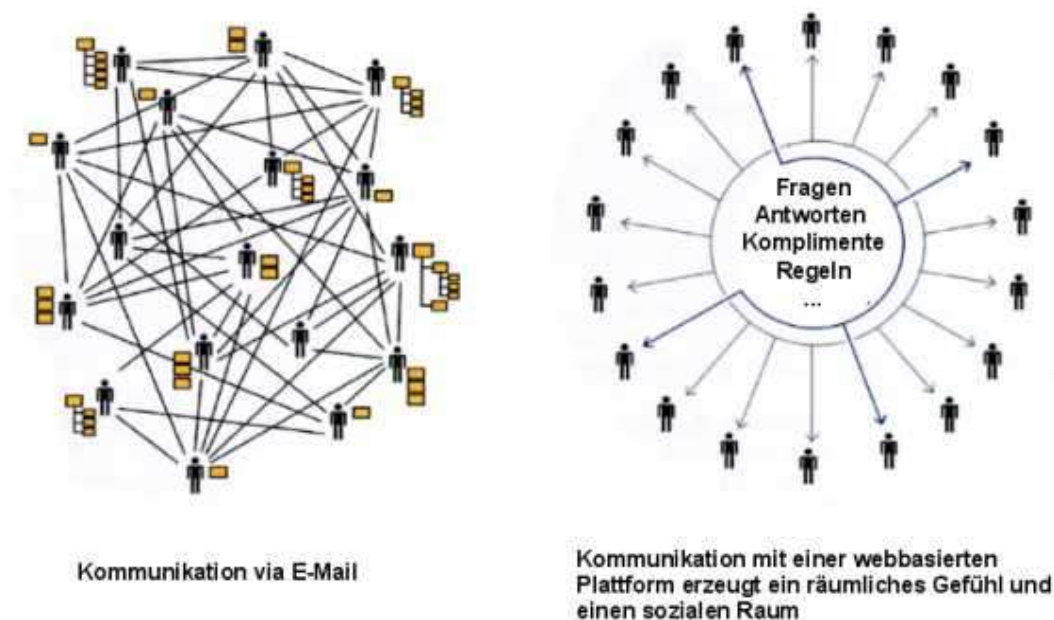 Fragen
Antworten
Komplimente
Regeln
...
Kommunikation via E-Mail
Kommunikation mit einer webbasierten
Plattform erzeugt ein räumliches Gefühl und
einen sozialen Raum